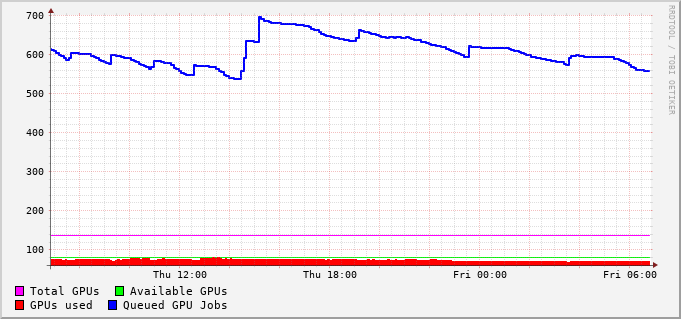 700
600
500
400
300
200
100
Thu 12:00 Thu 18:00 Fri 00:00 Fri 06:00
Total GPUs Available GPUs
GPUs used Queued GPU Jobs
RRDTOOL / TOBI OETIKER